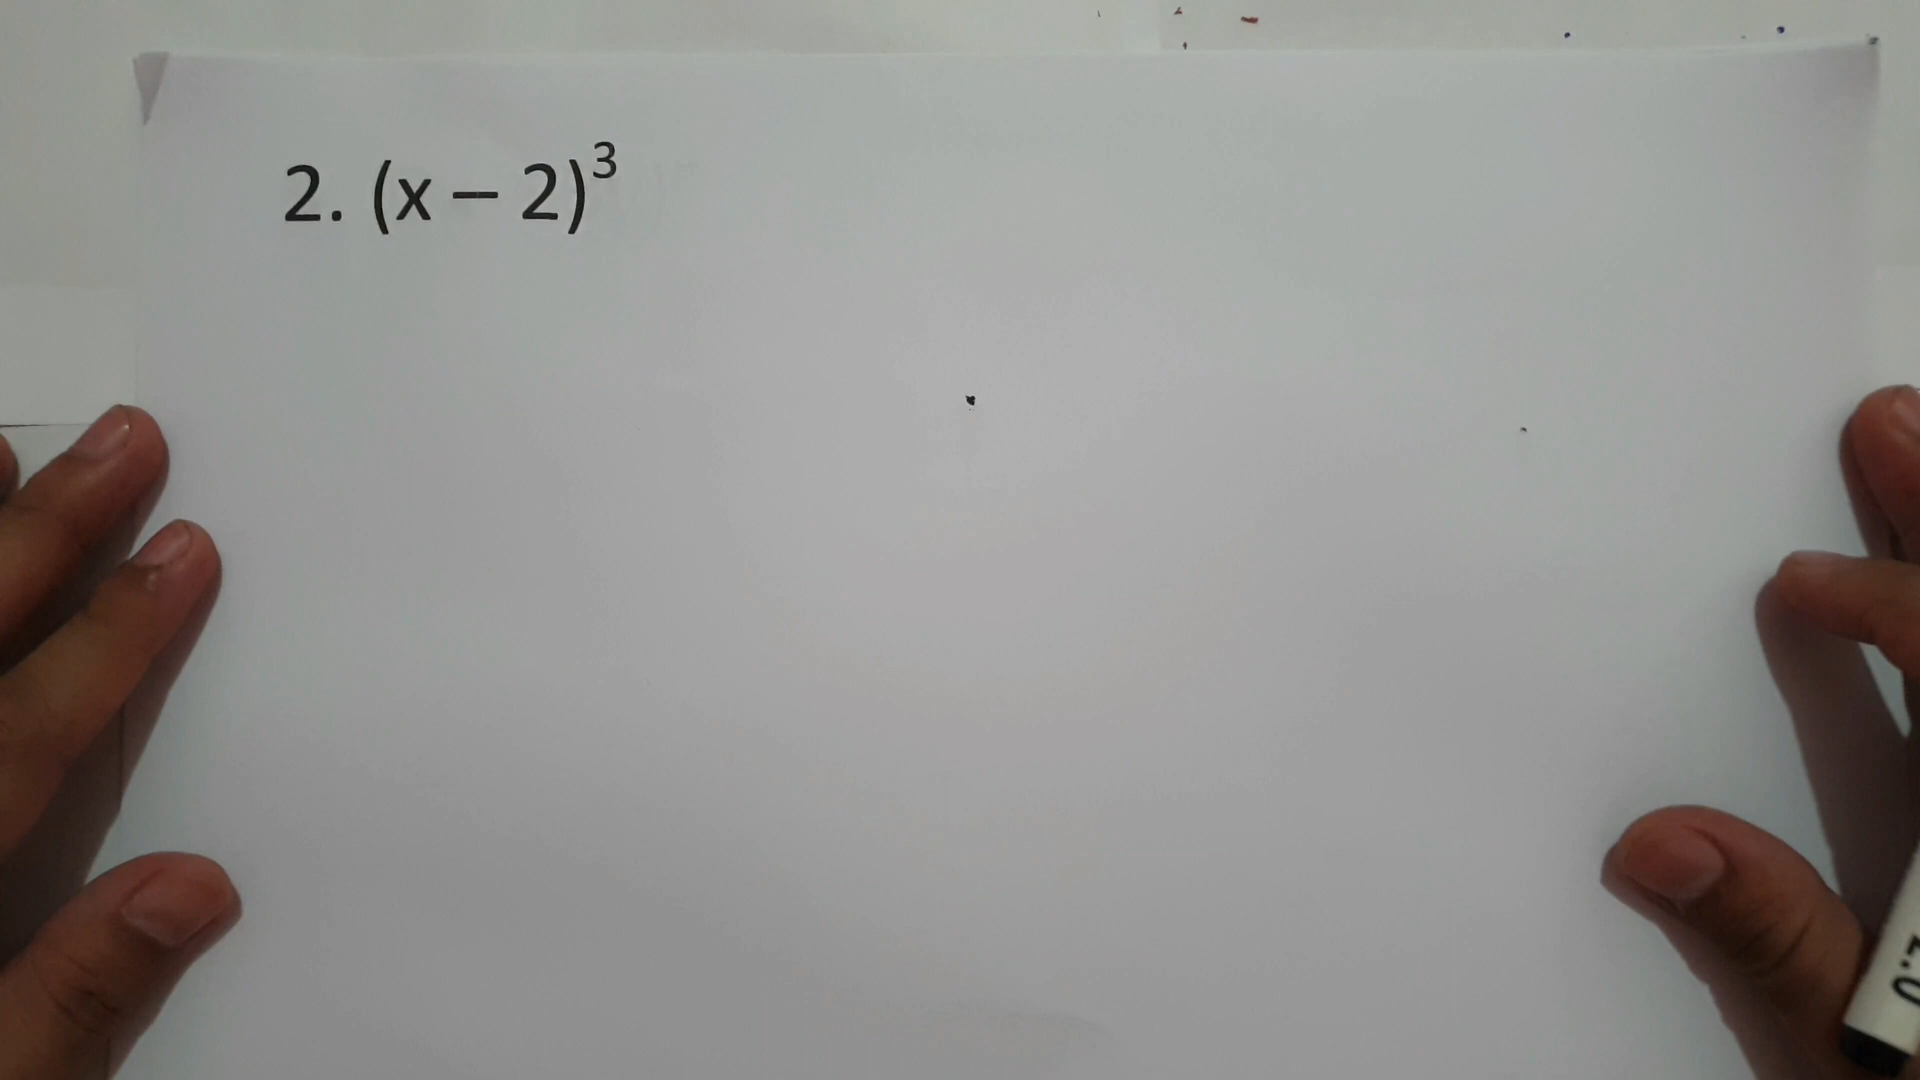 2. (x – 2)³